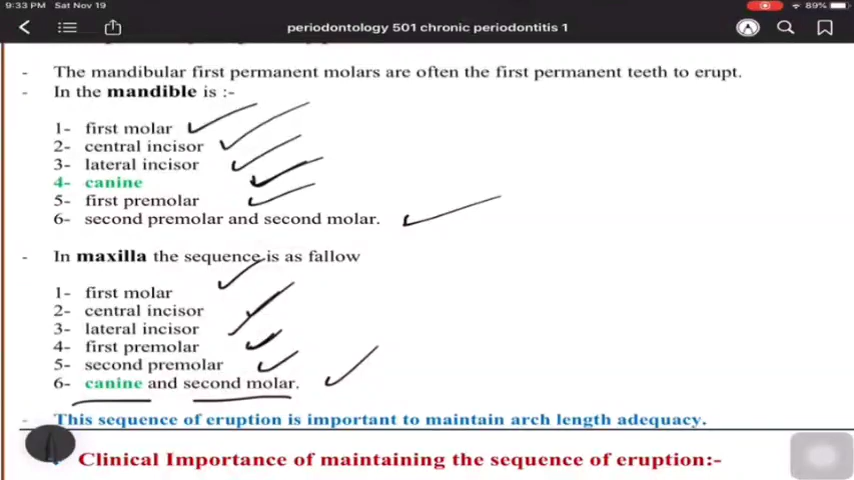 9:33 PM Sat Nov 19 89%
periodontology 501 chronic periodontitis 1
- The mandibular first permanent molars are often the first permanent teeth to erupt.
- In the mandible is :-
1- first molar
2- central incisor
3- lateral incisor
4- canine
5- first premolar
6- second premolar and second molar.
- In maxilla the sequence is as fallow
1- first molar
2- central incisor
3- lateral incisor
4- first premolar
5- second premolar
6- canine and second molar.
- This sequence of eruption is important to maintain arch length adequacy.
Clinical Importance of maintaining the sequence of eruption:-